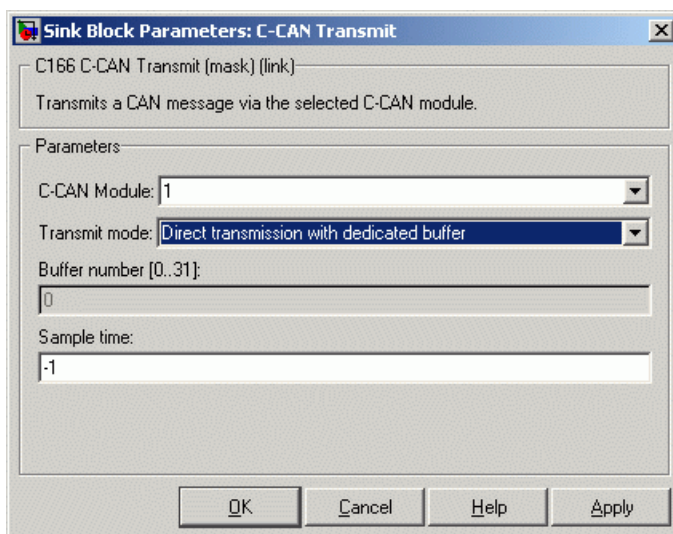 Sink Block Parameters: C-CAN Transmit
C166 C-CAN Transmit (mask) (link)
Transmits a CAN message via the selected C-CAN module.
Parameters
C-CAN Module: 1
Transmit mode: Direct transmission with dedicated buffer
Buffer number [0..31]:
0
Sample time:
-1
OK Cancel Help Apply